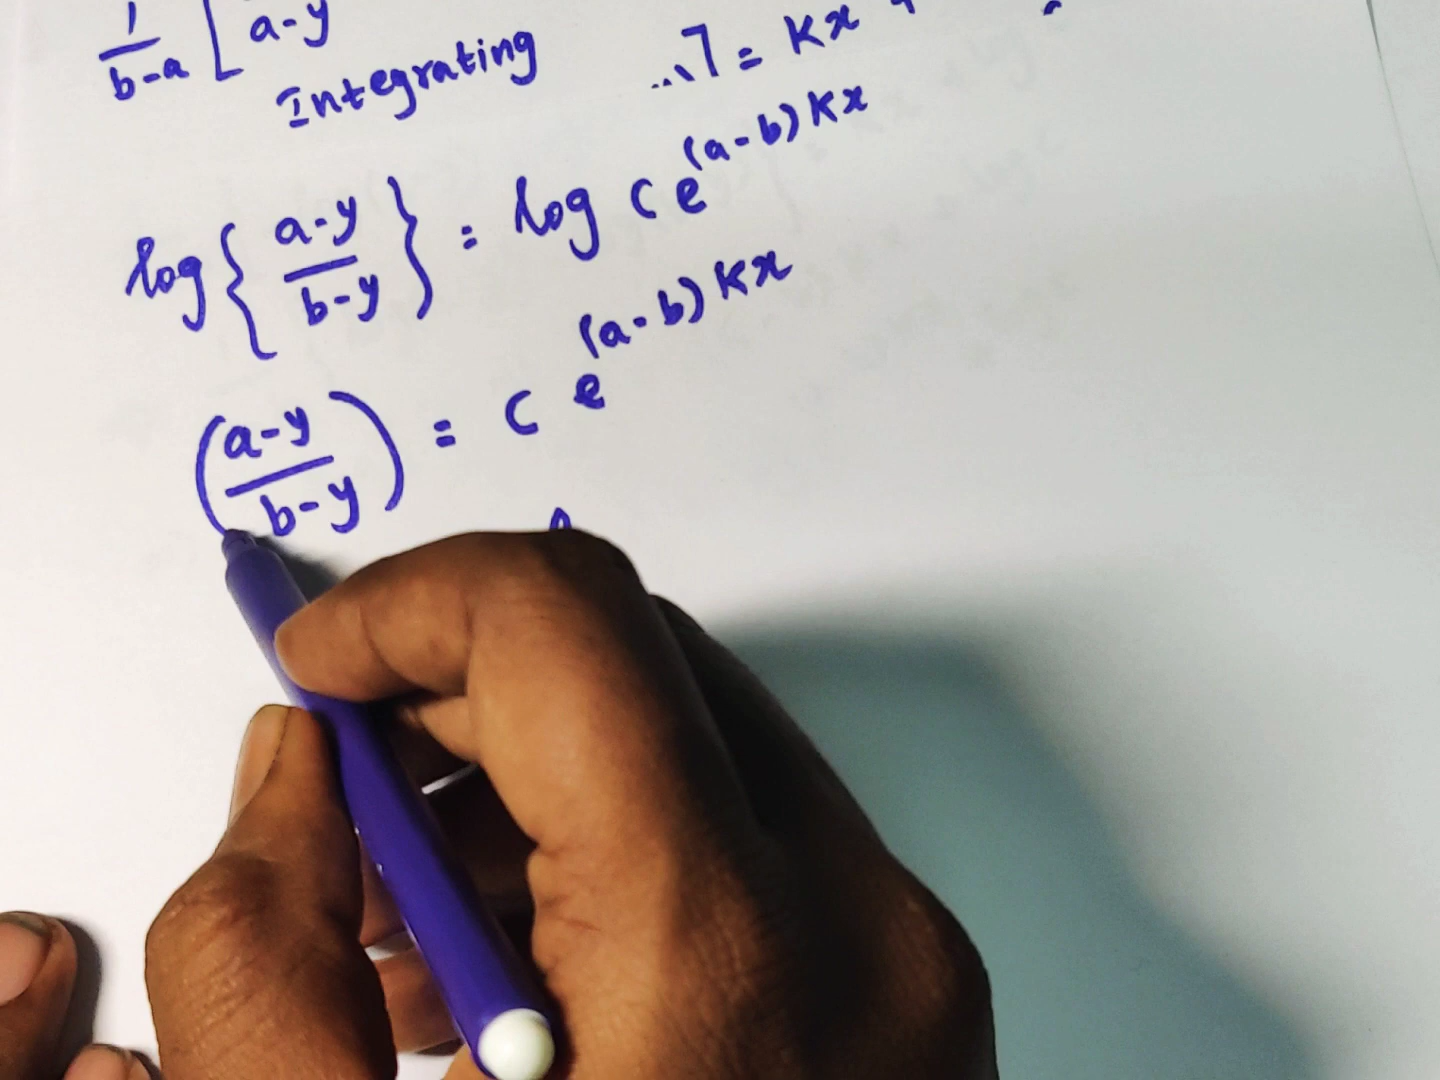 1/(b-a) [ a-y
Integrating ...] = Kx
log{ (a-y)/(b-y) } = log c e^(a-b)Kx
( (a-y)/(b-y) ) = c e^(a-b)Kx